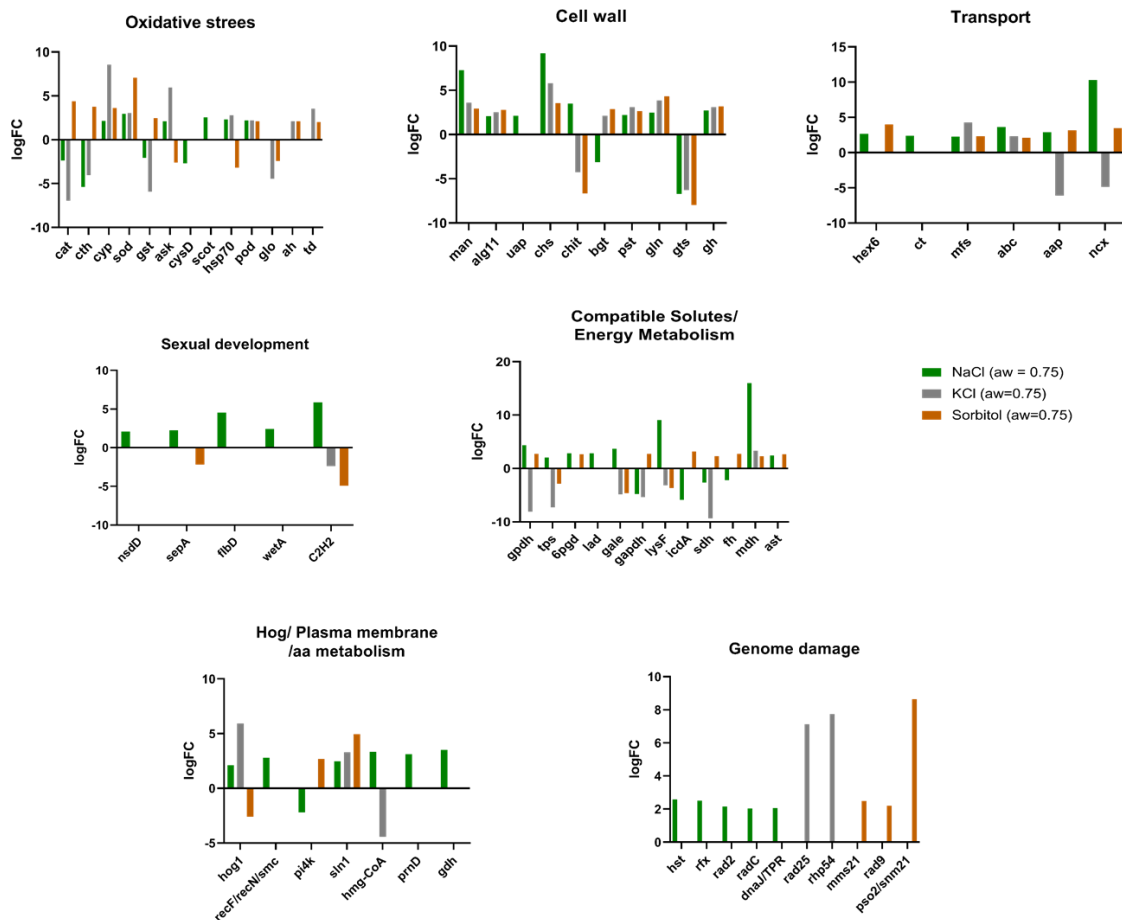 Oxidative strees
logFC
10
5
0
-5
-10
cat
cth
cyp
sod
gst
ask
cysD
scot
hsp70
pod
glo
ah
td
Cell wall
logFC
10
5
0
-5
-10
man
alg11
uap
chs
chit
bgt
pst
gln
gts
gh
Transport
logFC
15
10
5
0
-5
-10
hex6
ct
mfs
abc
aap
ncx
Sexual development
logFC
10
5
0
-5
-10
nsdD
sepA
flbD
wetA
C2H2
Compatible Solutes/
Energy Metabolism
logFC
20
10
0
-10
gpdh
tps
6pgd
lad
gale
gapdh
lysF
icdA
sdh
fh
mdh
ast
NaCl (aw = 0.75)
KCl (aw=0.75)
Sorbitol (aw=0.75)
Hog/ Plasma membrane
/aa metabolism
logFC
10
5
0
-5
hog1
recF/recN/smc
pi4k
sln1
hmg-CoA
prnD
gdh
Genome damage
logFC
10
8
6
4
2
0
hst
rfx
rad2
radC
dnaJ/TPR
rad25
rhp54
mms21
rad9
pso2/snm21